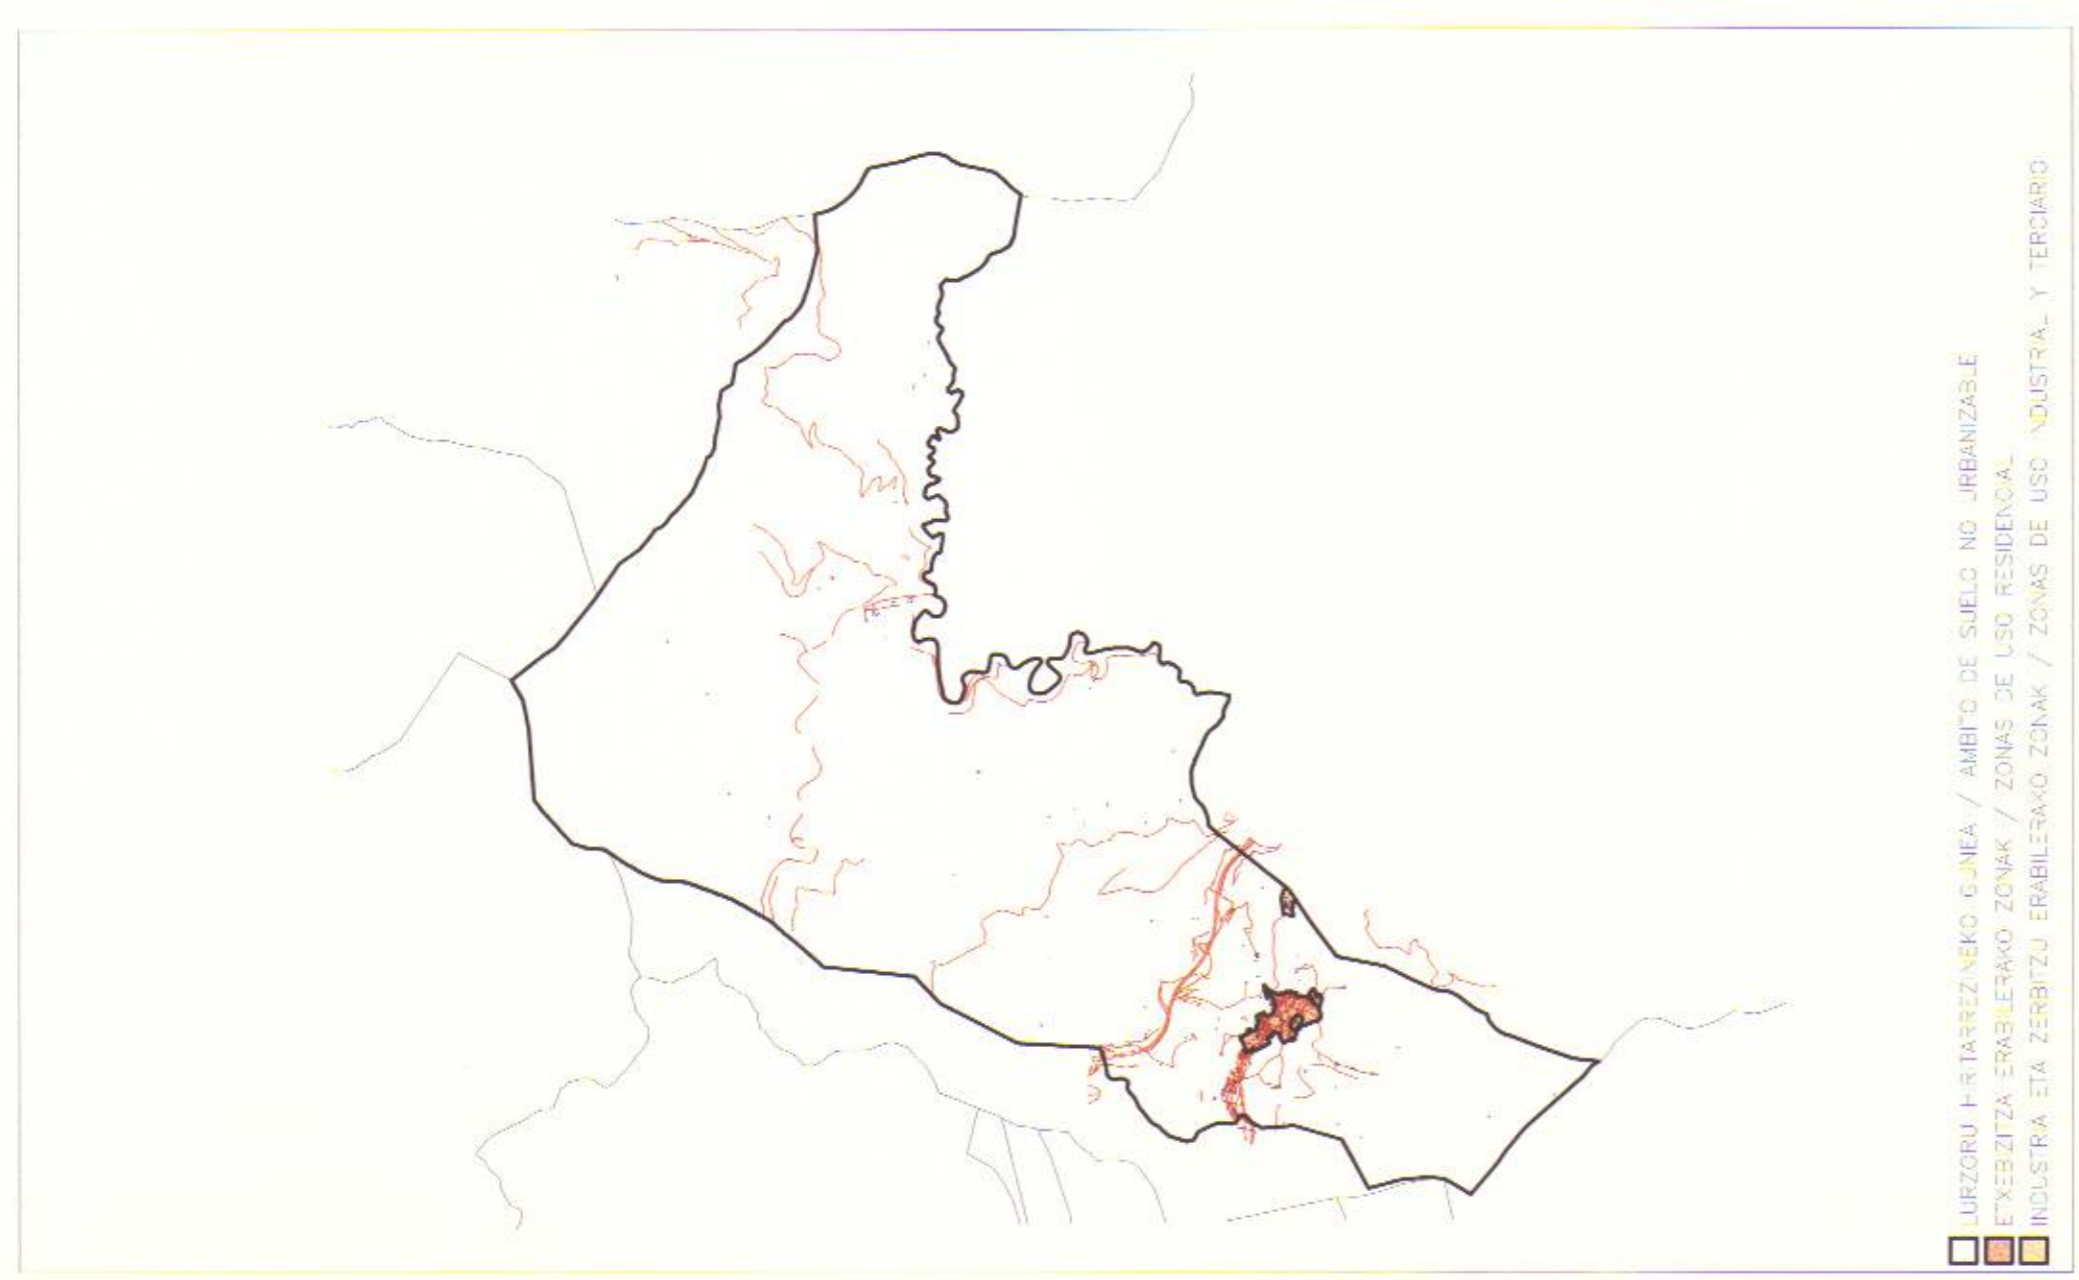 LURZORU HIRITARREZINEKO GUNEA / AMBITO DE SUELO NO URBANIZABLE
ETXEBIZITZA ERABILERAKO ZONAK / ZONAS DE USO RESIDENCIAL
INDUSTRA ETA ZERBITZU ERABILERAKO ZONAK / ZONAS DE USO INDUSTRIAL Y TERCIARIO